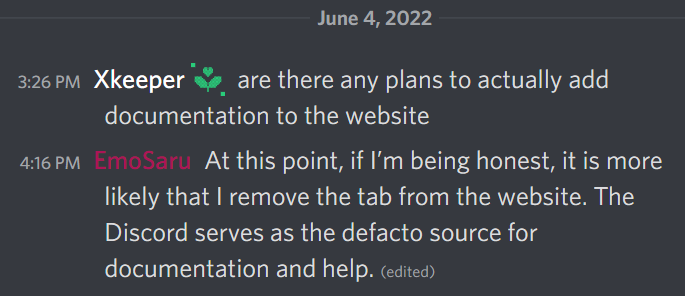 June 4, 2022
3:26 PM Xkeeper are there any plans to actually add
documentation to the website
4:16 PM EmoSaru At this point, if I'm being honest, it is more
likely that I remove the tab from the website. The
Discord serves as the defacto source for
documentation and help. (edited)